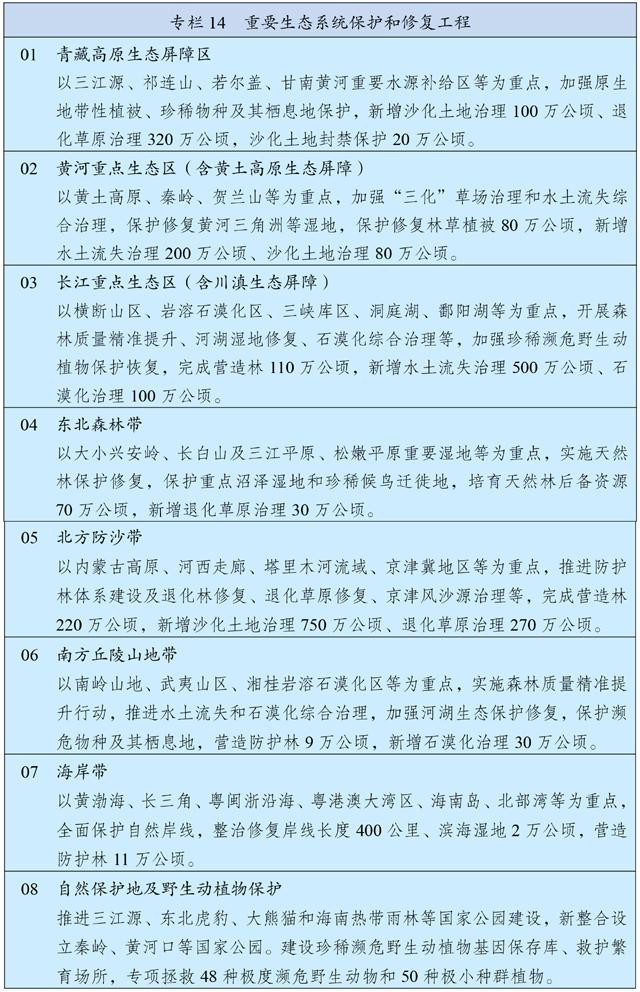 专栏 14 重要生态系统保护和修复工程
01 青藏高原生态屏障区
以三江源、祁连山、若尔盖、甘南黄河重要水源补给区等为重点，加强原生
地带性植被、珍稀物种及其栖息地保护，新增沙化土地治理 100 万公顷、退
化草原治理 320 万公顷，沙化土地封禁保护 20 万公顷。
02 黄河重点生态区（含黄土高原生态屏障）
以黄土高原、秦岭、贺兰山等为重点，加强“三化”草场治理和水土流失综
合治理，保护修复黄河三角洲等湿地，保护修复林草植被 80 万公顷，新增
水土流失治理 200 万公顷、沙化土地治理 80 万公顷。
03 长江重点生态区（含川滇生态屏障）
以横断山区、岩溶石漠化区、三峡库区、洞庭湖、鄱阳湖等为重点，开展森
林质量精准提升、河湖湿地修复、石漠化综合治理等，加强珍稀濒危野生动
植物保护恢复，完成营造林 110 万公顷，新增水土流失治理 500 万公顷、石
漠化治理 100 万公顷。
04 东北森林带
以大小兴安岭、长白山及三江平原、松嫩平原重要湿地等为重点，实施天然
林保护修复，保护重点沼泽湿地和珍稀候鸟迁徙地，培育天然林后备资源
70 万公顷，新增退化草原治理 30 万公顷。
05 北方防沙带
以内蒙古高原、河西走廊、塔里木河流域、京津冀地区等为重点，推进防护
林体系建设及退化林修复、退化草原修复、京津风沙源治理等，完成营造林
220 万公顷，新增沙化土地治理 750 万公顷、退化草原治理 270 万公顷。
06 南方丘陵山地带
以南岭山地、武夷山区、湘桂岩溶石漠化区等为重点，实施森林质量精准提
升行动，推进水土流失和石漠化综合治理，加强河湖生态保护修复，保护濒
危物种及其栖息地，营造防护林 9 万公顷，新增石漠化治理 30 万公顷。
07 海岸带
以黄渤海、长三角、粤闽浙沿海、粤港澳大湾区、海南岛、北部湾等为重点，
全面保护自然岸线，整治修复岸线长度 400 公里、滨海湿地 2 万公顷，营造
防护林 11 万公顷。
08 自然保护地及野生动植物保护
推进三江源、东北虎豹、大熊猫和海南热带雨林等国家公园建设，新整合设
立秦岭、黄河口等国家公园。建设珍稀濒危野生动植物基因保存库、救护繁
育场所，专项拯救 48 种极度濒危野生动物和 50 种极小种群植物。